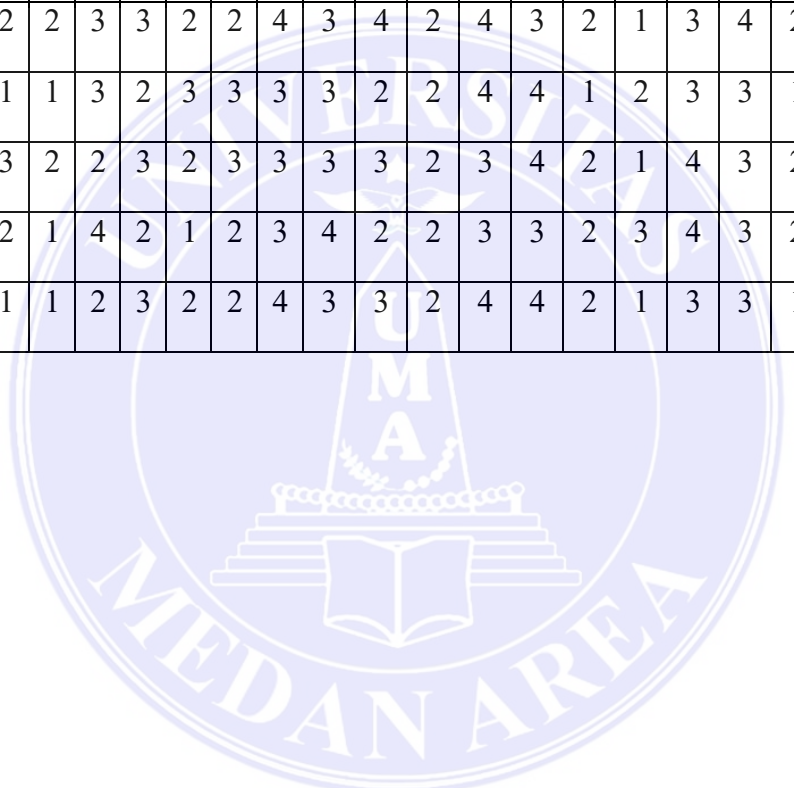 2 2 3 3 2 2 4 3 4 2 4 3 2 1 3 4
1 1 3 2 3 3 3 3 2 2 4 4 1 2 3 3
3 2 2 3 2 3 3 3 3 2 3 4 2 1 4 3
2 1 4 2 1 2 3 4 2 2 3 3 2 3 4 3
1 1 2 3 2 2 4 3 3 2 4 4 2 1 3 3
UNIVERSITAS
UMA
MEDAN AREA